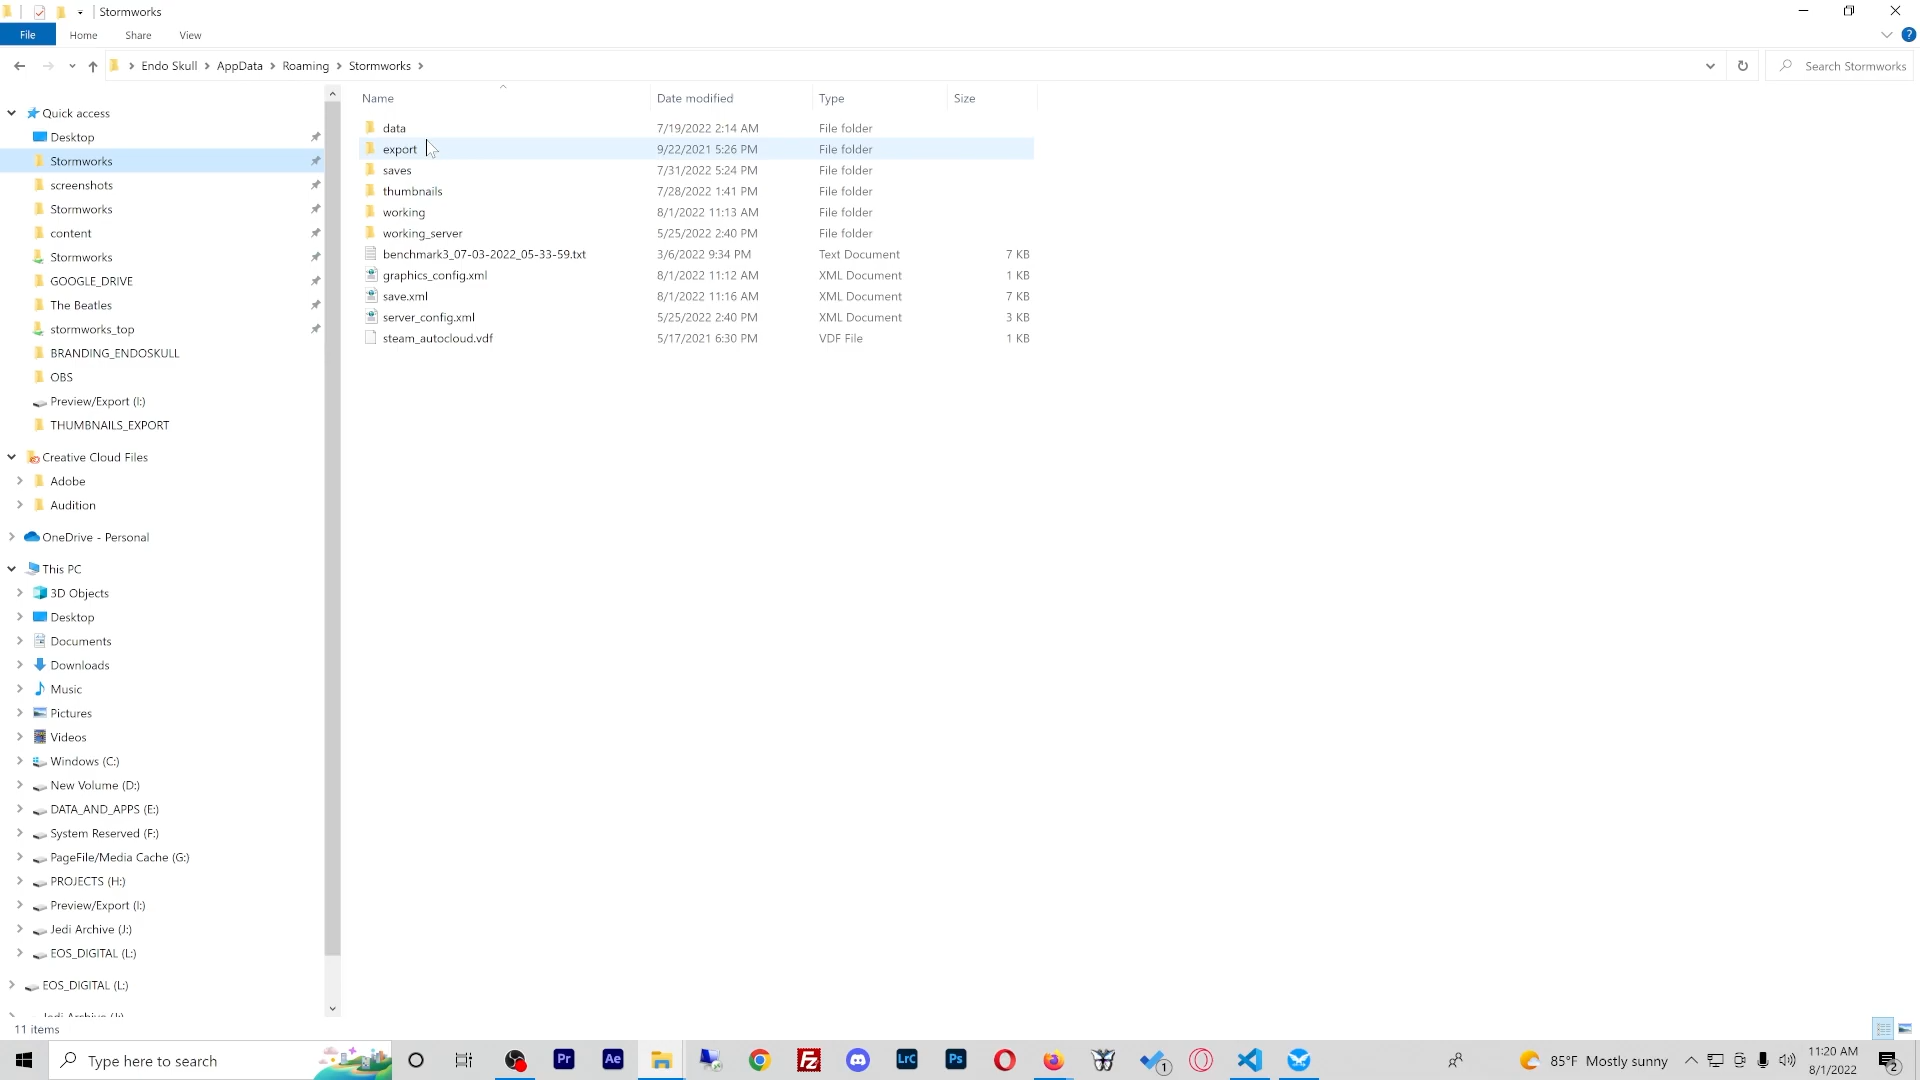 Stormworks
File Home Share View
Endo Skull AppData Roaming Stormworks
Search Stormworks
Name Date modified Type Size
data 7/19/2022 2:14 AM File folder
export 9/22/2021 5:26 PM File folder
saves 7/31/2022 5:24 PM File folder
thumbnails 7/28/2022 1:41 PM File folder
working 8/1/2022 11:13 AM File folder
working_server 5/25/2022 2:40 PM File folder
benchmark3_07-03-2022_05-33-59.txt 3/6/2022 9:34 PM Text Document 7 KB
graphics_config.xml 8/1/2022 11:12 AM XML Document 1 KB
save.xml 8/1/2022 11:16 AM XML Document 7 KB
server_config.xml 5/25/2022 2:40 PM XML Document 3 KB
steam_autocloud.vdf 5/17/2021 6:30 PM VDF File 1 KB
Quick access
Desktop
Stormworks
screenshots
Stormworks
content
Stormworks
GOOGLE_DRIVE
The Beatles
stormworks_top
BRANDING_ENDOSKULL
OBS
Preview/Export (I:)
THUMBNAILS_EXPORT
Creative Cloud Files
Adobe
Audition
OneDrive - Personal
This PC
3D Objects
Desktop
Documents
Downloads
Music
Pictures
Videos
Windows (C:)
New Volume (D:)
DATA_AND_APPS (E:)
System Reserved (F:)
PageFile/Media Cache (G:)
PROJECTS (H:)
Preview/Export (I:)
Jedi Archive (J:)
EOS_DIGITAL (L:)
EOS_DIGITAL (L:)
Jedi Archive (J:)
11 items
Type here to search
Pr
Ae
Fz
LrC
Ps
1
85°F Mostly sunny
11:20 AM
8/1/2022
2